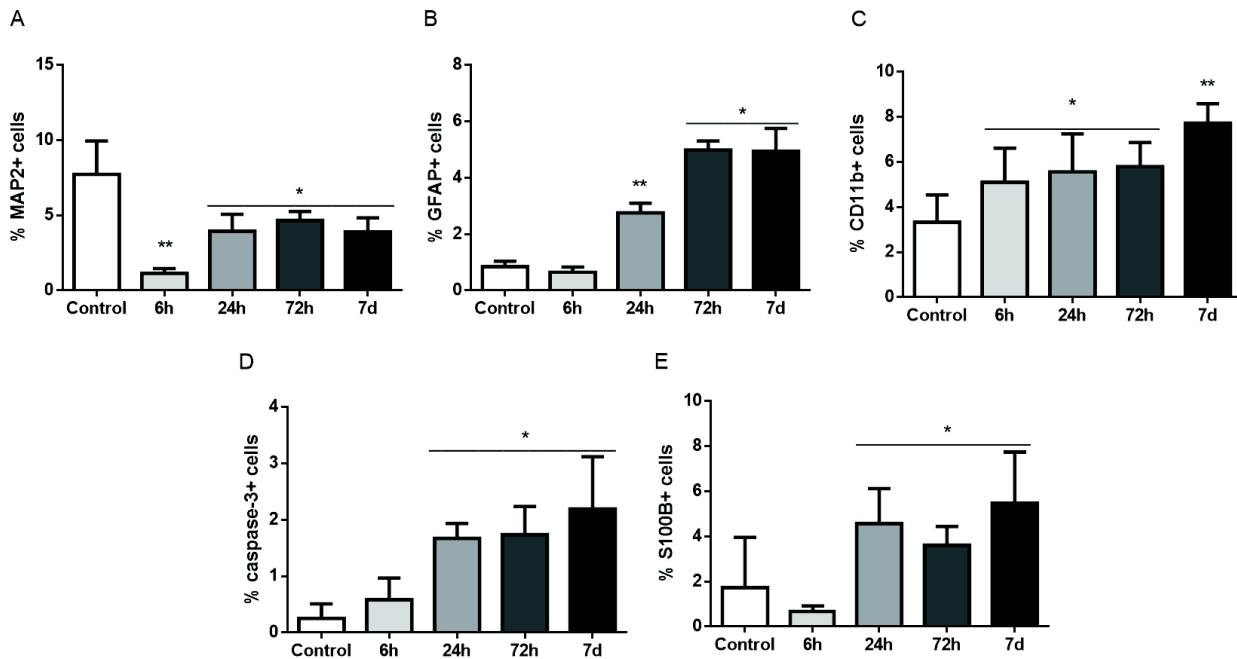 A
% MAP2+ cells
15
10
5
0
**
*
Control 6h 24h 72h 7d
B
% GFAP+ cells
8
6
4
2
0
**
*
Control 6h 24h 72h 7d
C
% CD11b+ cells
10
8
6
4
2
0
*
**
Control 6h 24h 72h 7d
D
% caspase-3+ cells
4
3
2
1
0
*
Control 6h 24h 72h 7d
E
% S100B+ cells
10
8
6
4
2
0
*
Control 6h 24h 72h 7d